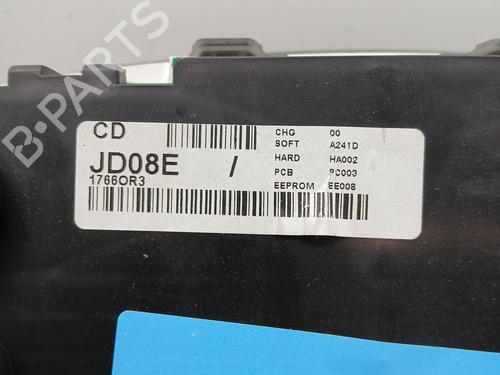 B-PARTS
CD
JD08E /
1766OR3
CHG 00
SOFT A241D
HARD HA002
PCB PC003
EEPROM EE008